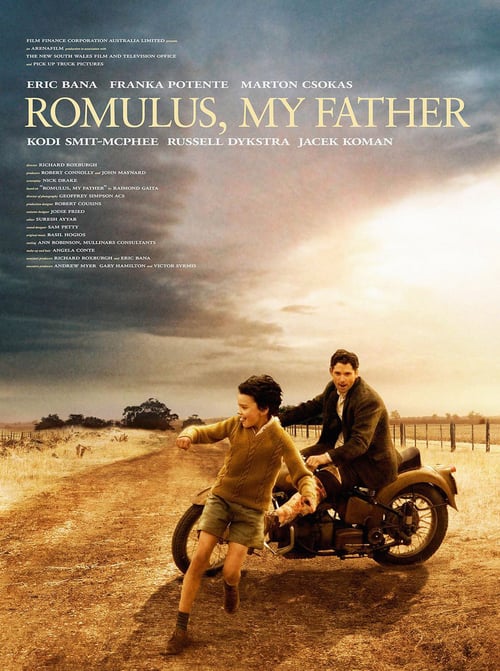 FILM FINANCE CORPORATION AUSTRALIA LIMITED presents
an ARENAFILM production in association with
THE NEW SOUTH WALES FILM AND TELEVISION OFFICE
and PICK UP TRUCK PICTURES
ERIC BANA FRANKA POTENTE MARTON CSOKAS
ROMULUS, MY FATHER
KODI SMIT-MCPHEE RUSSELL DYKSTRA JACEK KOMAN
director RICHARD ROXBURGH
producers ROBERT CONNOLLY and JOHN MAYNARD
screenplay NICK DRAKE
based on "ROMULUS, MY FATHER" by RAIMOND GAITA
director of photography GEOFFREY SIMPSON ACS
production designer ROBERT COUSINS
costume designer JODIE FRIED
editor SURESH AYYAR
sound designer SAM PETTY
original music BASIL HOGIOS
casting ANN ROBINSON, MULLINARS CONSULTANTS
make-up and hair ANGELA CONTE
associate producers RICHARD ROXBURGH and ERIC BANA
executive producers ANDREW MYER GARY HAMILTON and VICTOR SYRMIS